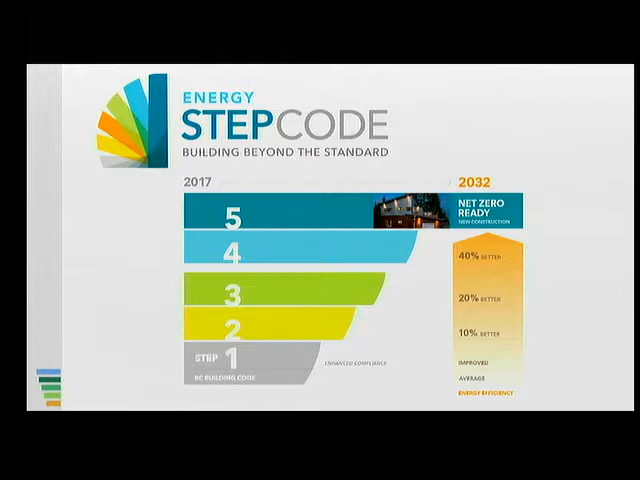 ENERGY
STEPCODE
BUILDING BEYOND THE STANDARD
2017 2032
5 NET ZERO
READY
NEW CONSTRUCTION
4 40% BETTER
3 20% BETTER
2 10% BETTER
STEP 1 ENHANCED COMPLIANCE IMPROVED
BC BUILDING CODE AVERAGE
ENERGY EFFICIENCY